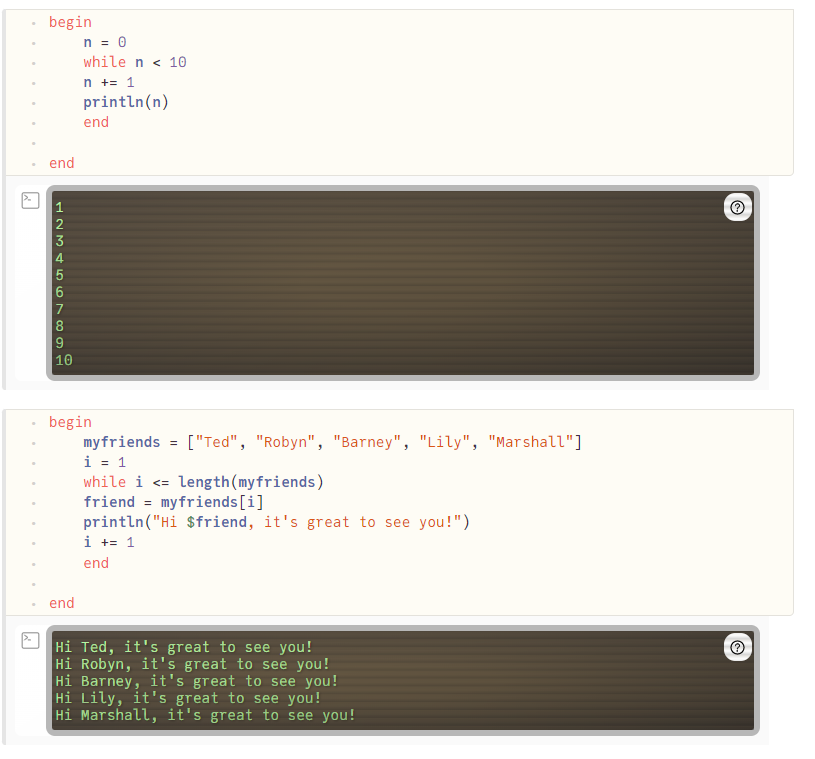 begin
    n = 0
    while n < 10
    n += 1
    println(n)
    end

end
1
2
3
4
5
6
7
8
9
10
begin
    myfriends = ["Ted", "Robyn", "Barney", "Lily", "Marshall"]
    i = 1
    while i <= length(myfriends)
    friend = myfriends[i]
    println("Hi $friend, it's great to see you!")
    i += 1
    end

end
Hi Ted, it's great to see you!
Hi Robyn, it's great to see you!
Hi Barney, it's great to see you!
Hi Lily, it's great to see you!
Hi Marshall, it's great to see you!